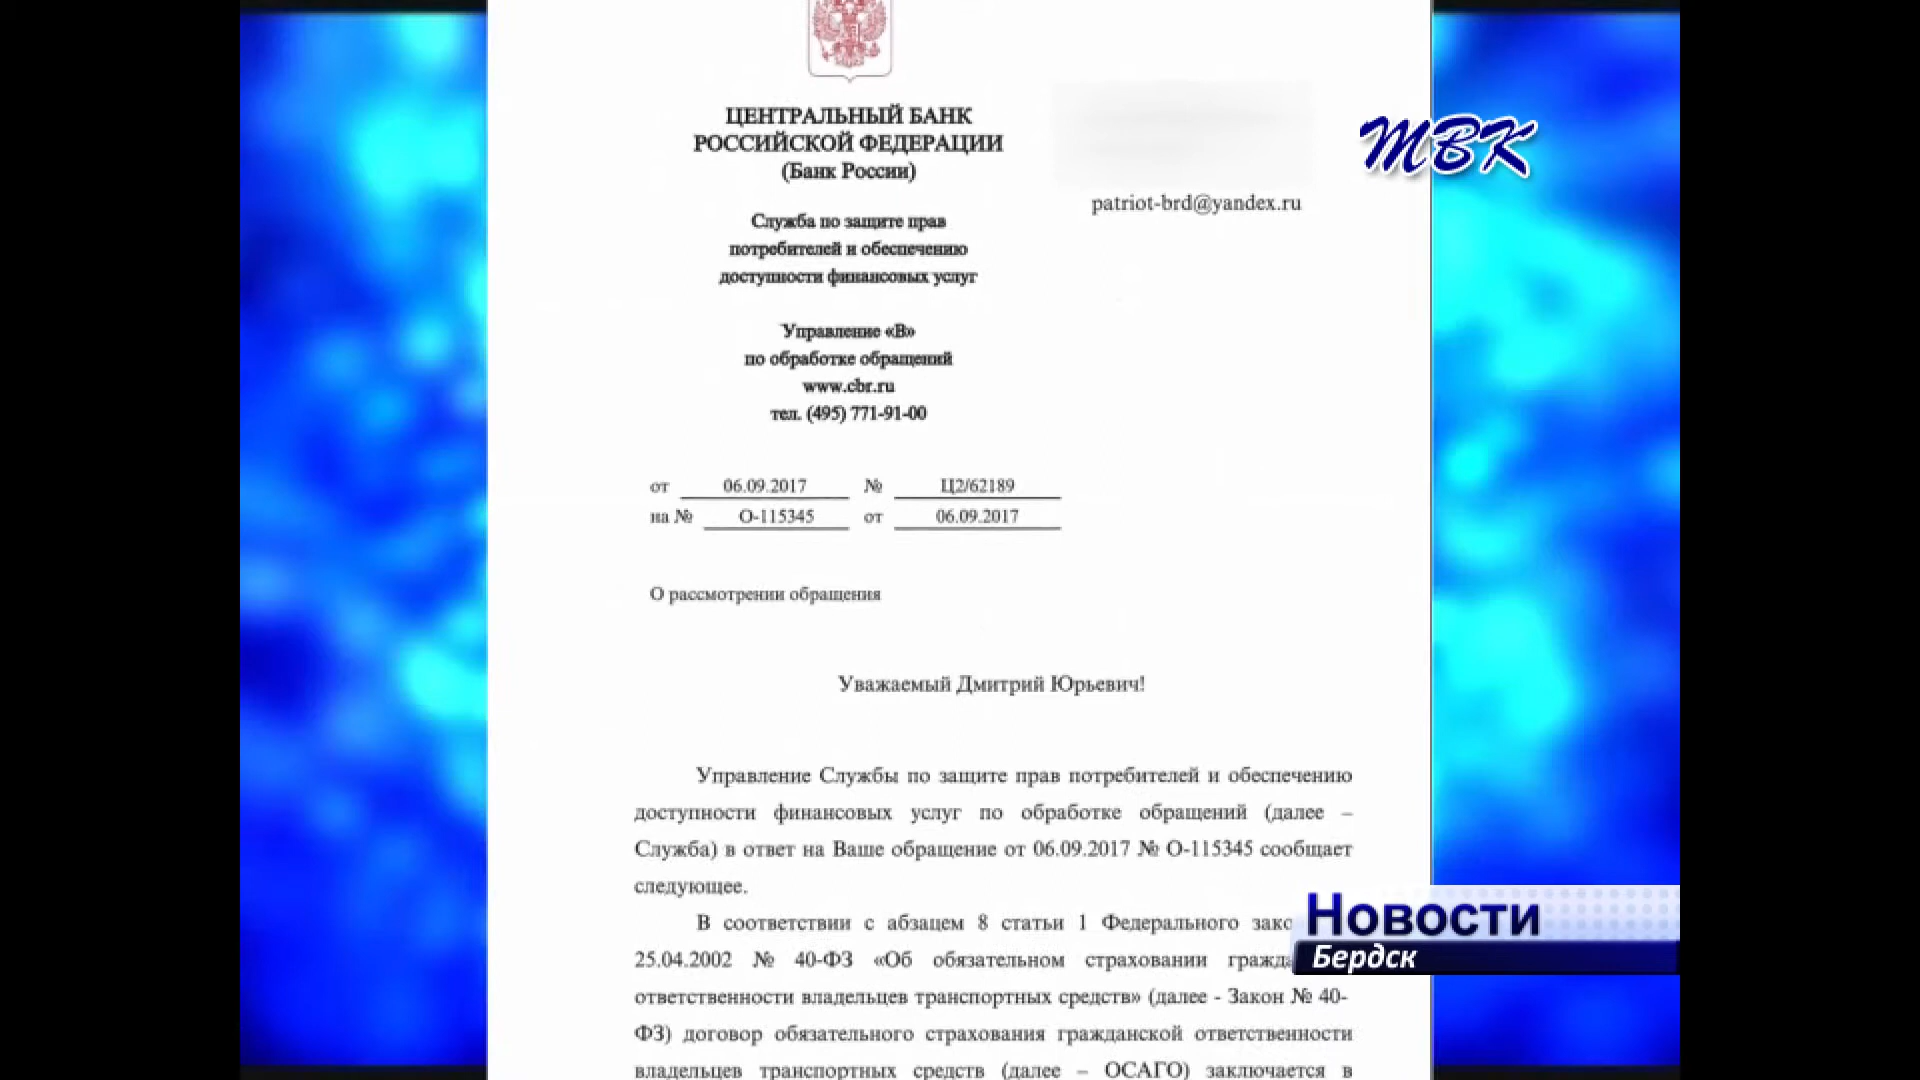 ЦЕНТРАЛЬНЫЙ БАНК
РОССИЙСКОЙ ФЕДЕРАЦИИ
(Банк России)
Служба по защите прав
потребителей и обеспечению
доступности финансовых услуг
Управление «В»
по обработке обращений
www.cbr.ru
тел. (495) 771-91-00
patriot-brd@yandex.ru
ТВК
от 06.09.2017 № Ц2/62189
на № О-115345 от 06.09.2017
О рассмотрении обращения
Уважаемый Дмитрий Юрьевич!
Управление Службы по защите прав потребителей и обеспечению
доступности финансовых услуг по обработке обращений (далее –
Служба) в ответ на Ваше обращение от 06.09.2017 № О-115345 сообщает
следующее.
В соответствии с абзацем 8 статьи 1 Федерального
25.04.2002 № 40-ФЗ «Об обязательном страховании
ответственности владельцев транспортных средств» (далее - Закон № 40-
ФЗ) договор обязательного страхования гражданской ответственности
владельцев транспортных средств (далее – ОСАГО) заключается в
Новости
Бердск